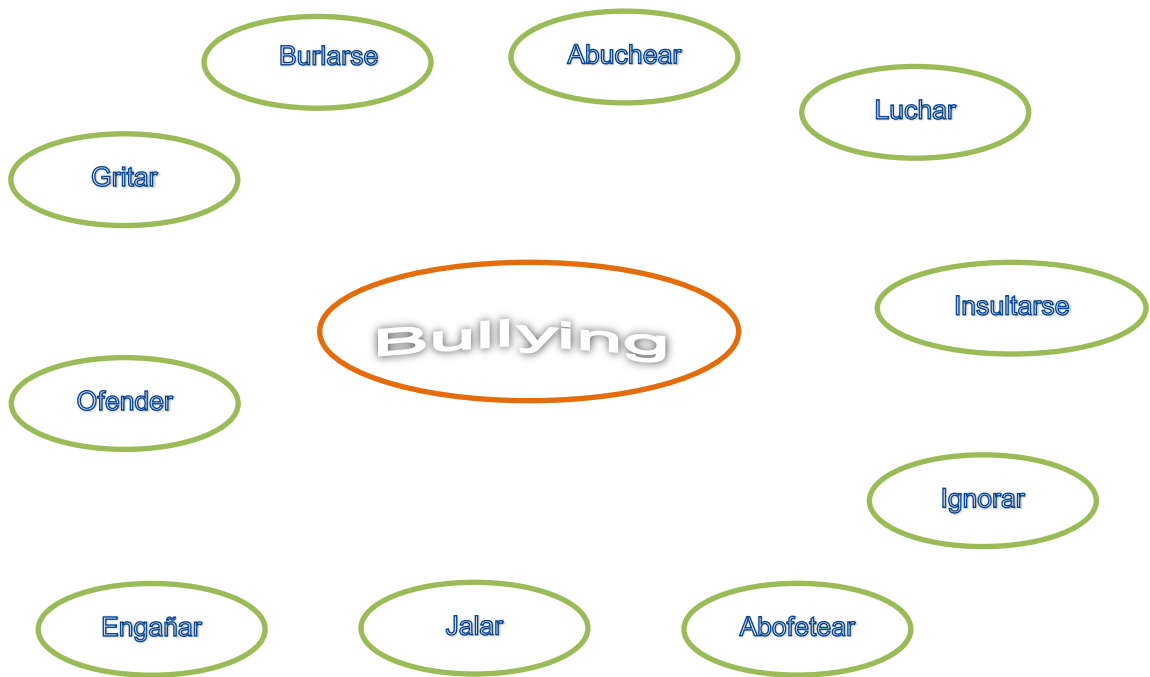 Burlarse
Abuchear
Luchar
Gritar
Insultarse
Bullying
Ofender
Ignorar
Engañar
Jalar
Abofetear